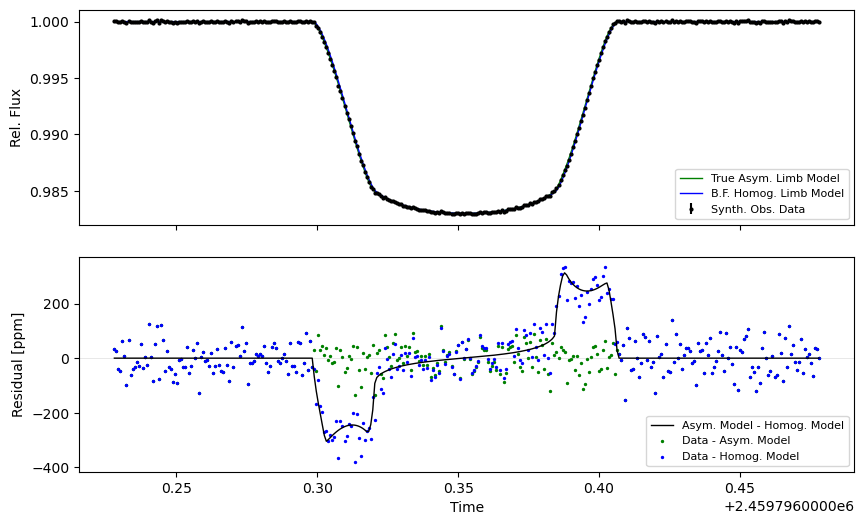 1.000
0.995
0.990
0.985
Rel. Flux
True Asym. Limb Model
B.F. Homog. Limb Model
Synth. Obs. Data
200
0
−200
−400
Residual [ppm]
Asym. Model - Homog. Model
Data - Asym. Model
Data - Homog. Model
0.25 0.30 0.35 0.40 0.45
Time
+2.4597960000e6